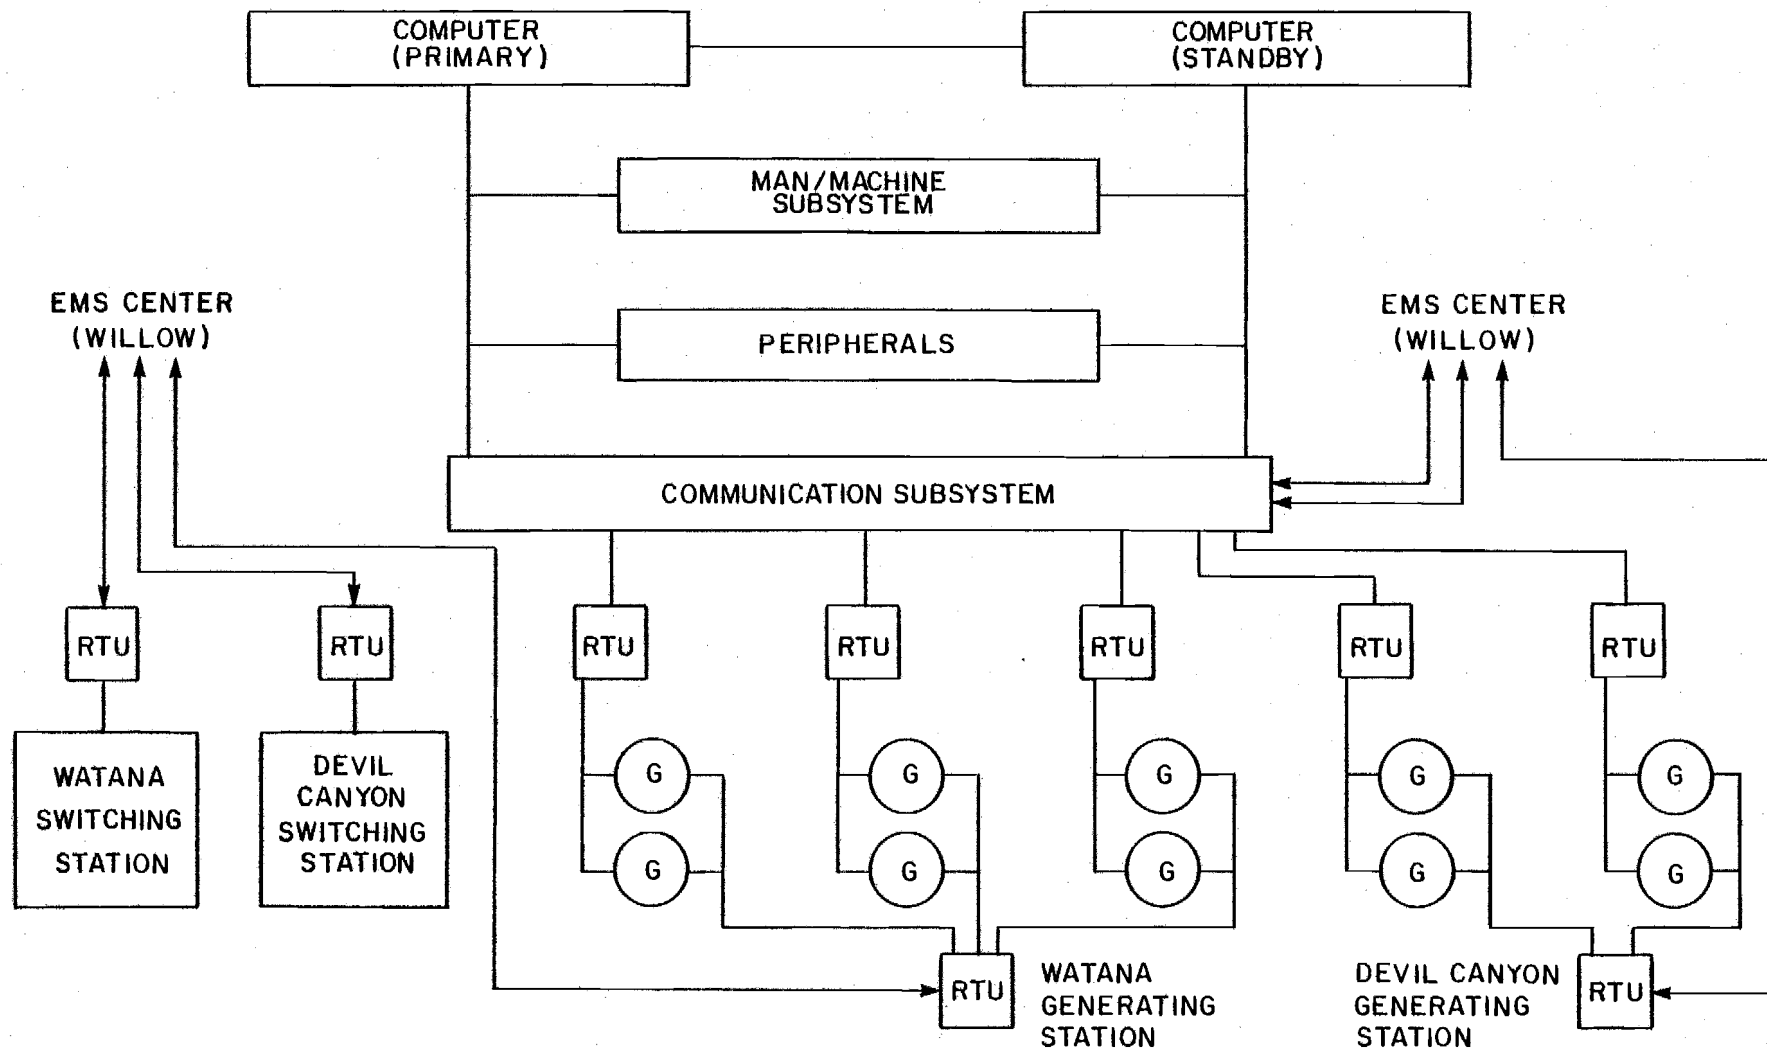 COMPUTER
(PRIMARY)
COMPUTER
(STANDBY)
MAN/MACHINE
SUBSYSTEM
EMS CENTER
(WILLOW)
PERIPHERALS
EMS CENTER
(WILLOW)
COMMUNICATION SUBSYSTEM
RTU
RTU
RTU
RTU
RTU
RTU
RTU
WATANA
SWITCHING
STATION
DEVIL
CANYON
SWITCHING
STATION
G
G
G
G
G
G
G
G
G
G
RTU
WATANA
GENERATING
STATION
DEVIL CANYON
GENERATING
STATION
RTU